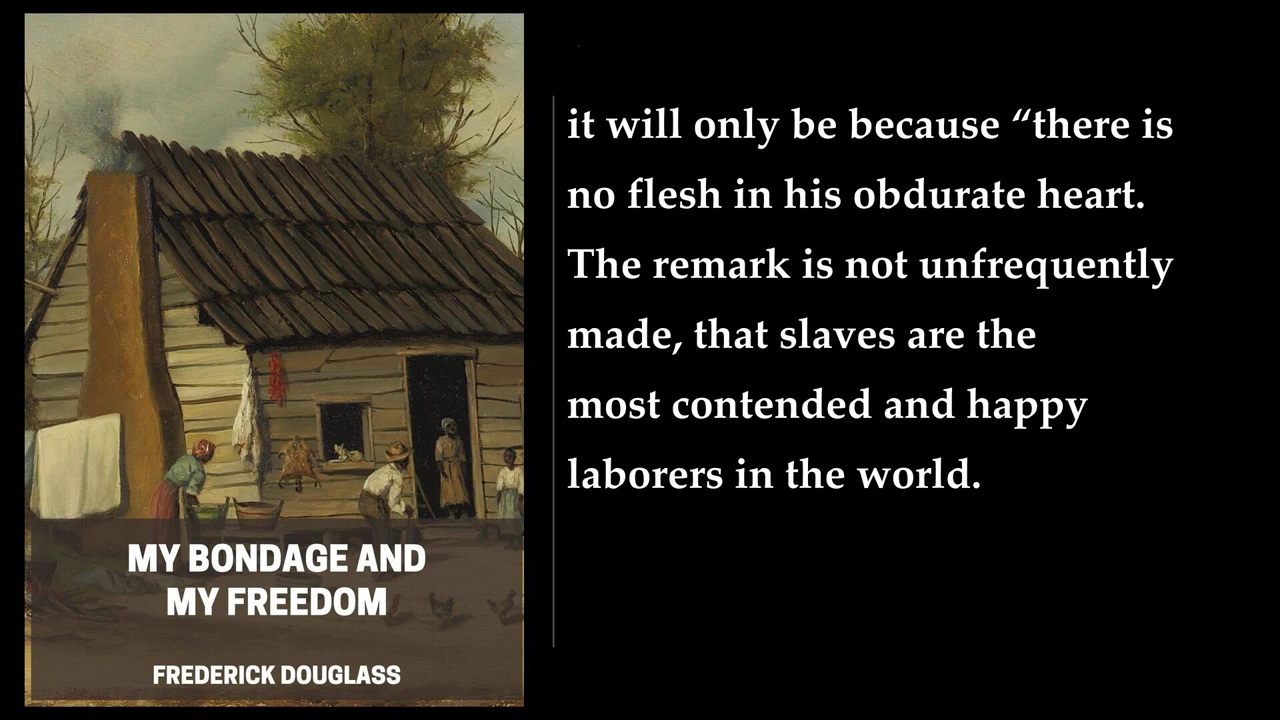 MY BONDAGE AND
MY FREEDOM
FREDERICK DOUGLASS
it will only be because “there is
no flesh in his obdurate heart.
The remark is not unfrequently
made, that slaves are the
most contended and happy
laborers in the world.